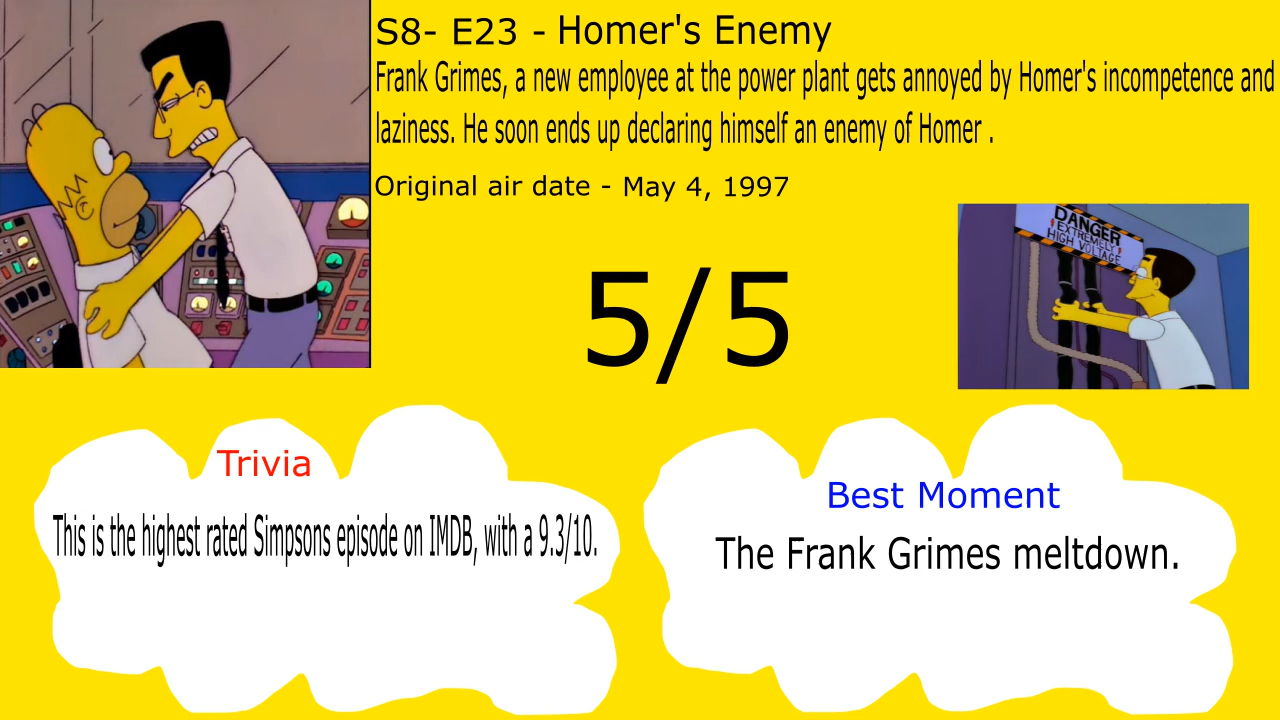 S8- E23 - Homer's Enemy
Frank Grimes, a new employee at the power plant gets annoyed by Homer's incompetence and
laziness. He soon ends up declaring himself an enemy of Homer .
Original air date - May 4, 1997
DANGER
EXTREMELY
HIGH VOLTAGE
5/5
Trivia
This is the highest rated Simpsons episode on IMDB, with a 9.3/10.
Best Moment
The Frank Grimes meltdown.